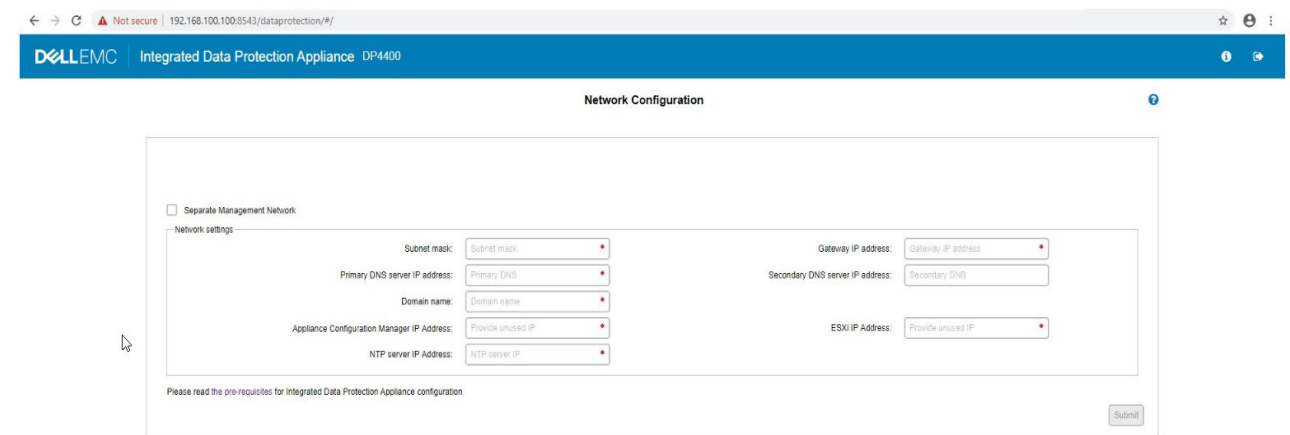 Not secure | 192.168.100.100:8543/dataprotection/#/
DELLEMC Integrated Data Protection Appliance DP4400
Network Configuration
Separate Management Network
Network settings
Subnet mask: Subnet mask * Gateway IP address: Gateway IP address *
Primary DNS server IP address: Primary DNS * Secondary DNS server IP address: Secondary DNS
Domain name: Domain name *
Appliance Configuration Manager IP Address: Provide unused IP * ESXi IP Address: Provide unused IP *
NTP server IP Address: NTP server IP *
Please read the pre-requisites for Integrated Data Protection Appliance configuration
Submit